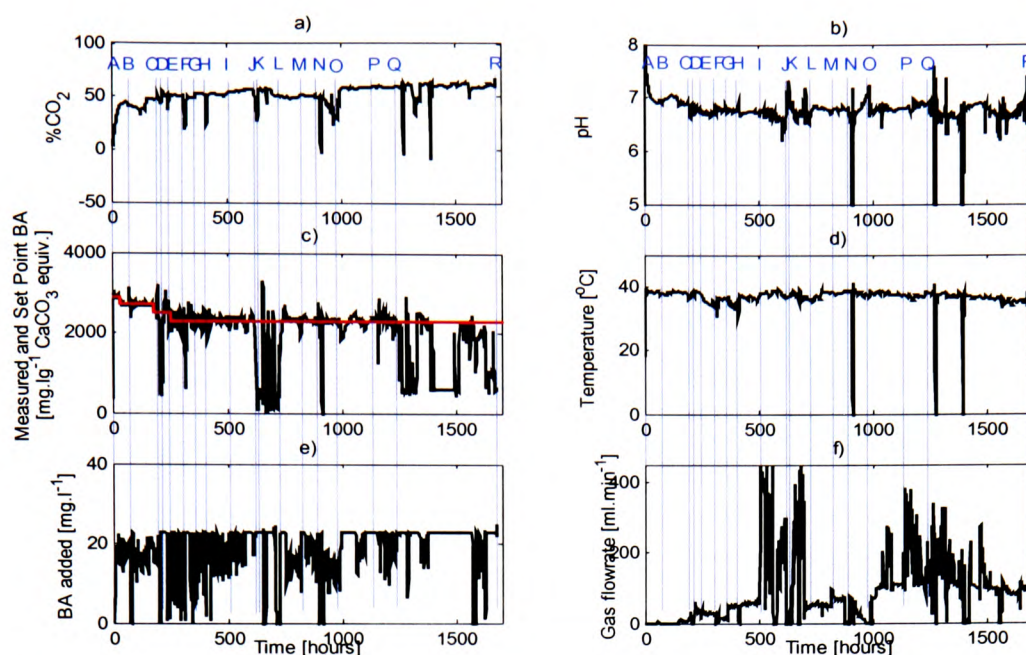 a)
100
50
0
-50
%CO2
A B C D E F G H I J K L M N O P Q R
0 500 1000 1500
b)
8
7
6
5
pH
A B C D E F G H I J K L M N O P Q R
0 500 1000 1500
c)
4000
2000
0
Measured and Set Point BA
[mg.lg-1 CaCO3 equiv.]
0 500 1000 1500
d)
40
20
0
Temperature [OC]
0 500 1000 1500
e)
40
20
0
BA added [mg.l-1]
0 500 1000 1500
Time [hours]
f)
400
200
0
Gas flowrate [ml.min-1]
0 500 1000 1500
Time [hours]